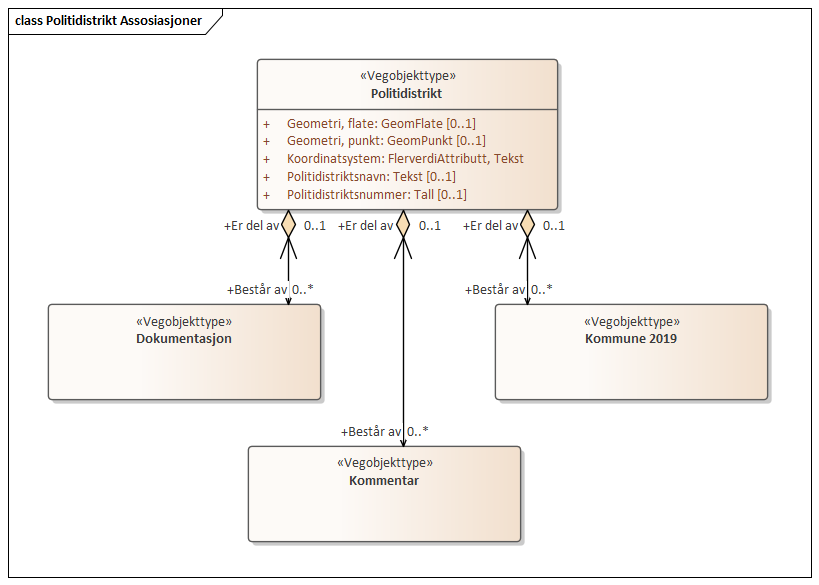 class Politidistrikt Assosiasjoner
«Vegobjekttype»
Politidistrikt
+ Geometri, flate: GeomFlate [0..1]
+ Geometri, punkt: GeomPunkt [0..1]
+ Koordinatsystem: FlerverdiAttributt, Tekst
+ Politidistriktsnavn: Tekst [0..1]
+ Politidistriktsnummer: Tall [0..1]
+Er del av 0..1 +Er del av 0..1 +Er del av 0..1
+Består av 0..* +Består av 0..*
«Vegobjekttype»
Dokumentasjon
«Vegobjekttype»
Kommune 2019
+Består av 0..*
«Vegobjekttype»
Kommentar